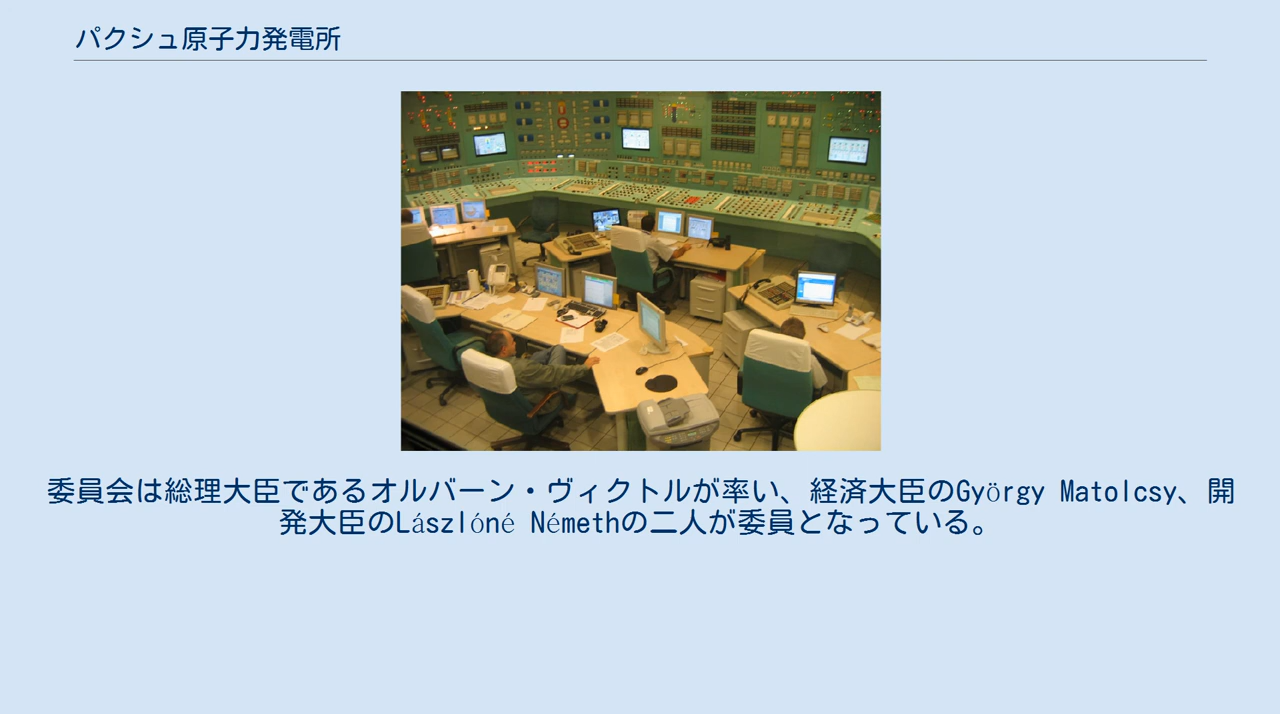 パクシュ原子力発電所
委員会は総理大臣であるオルバーン・ヴィクトルが率い、経済大臣のGyörgy Matolcsy、開
発大臣のLászlóné Némethの二人が委員となっている。